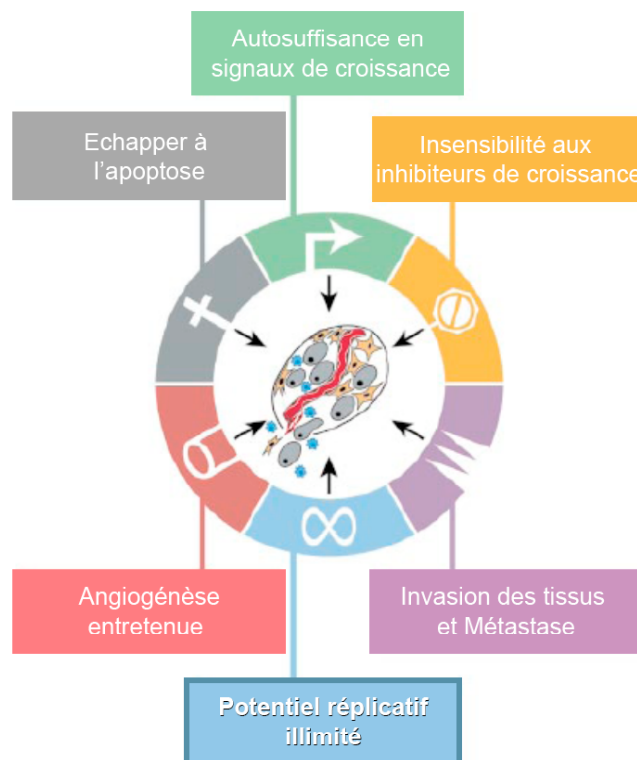 Autosuffisance en
signaux de croissance
Echapper à
l’apoptose
Insensibilité aux
inhibiteurs de croissance
Angiogénèse
entretenue
Invasion des tissus
et Métastase
Potentiel réplicatif
illimité